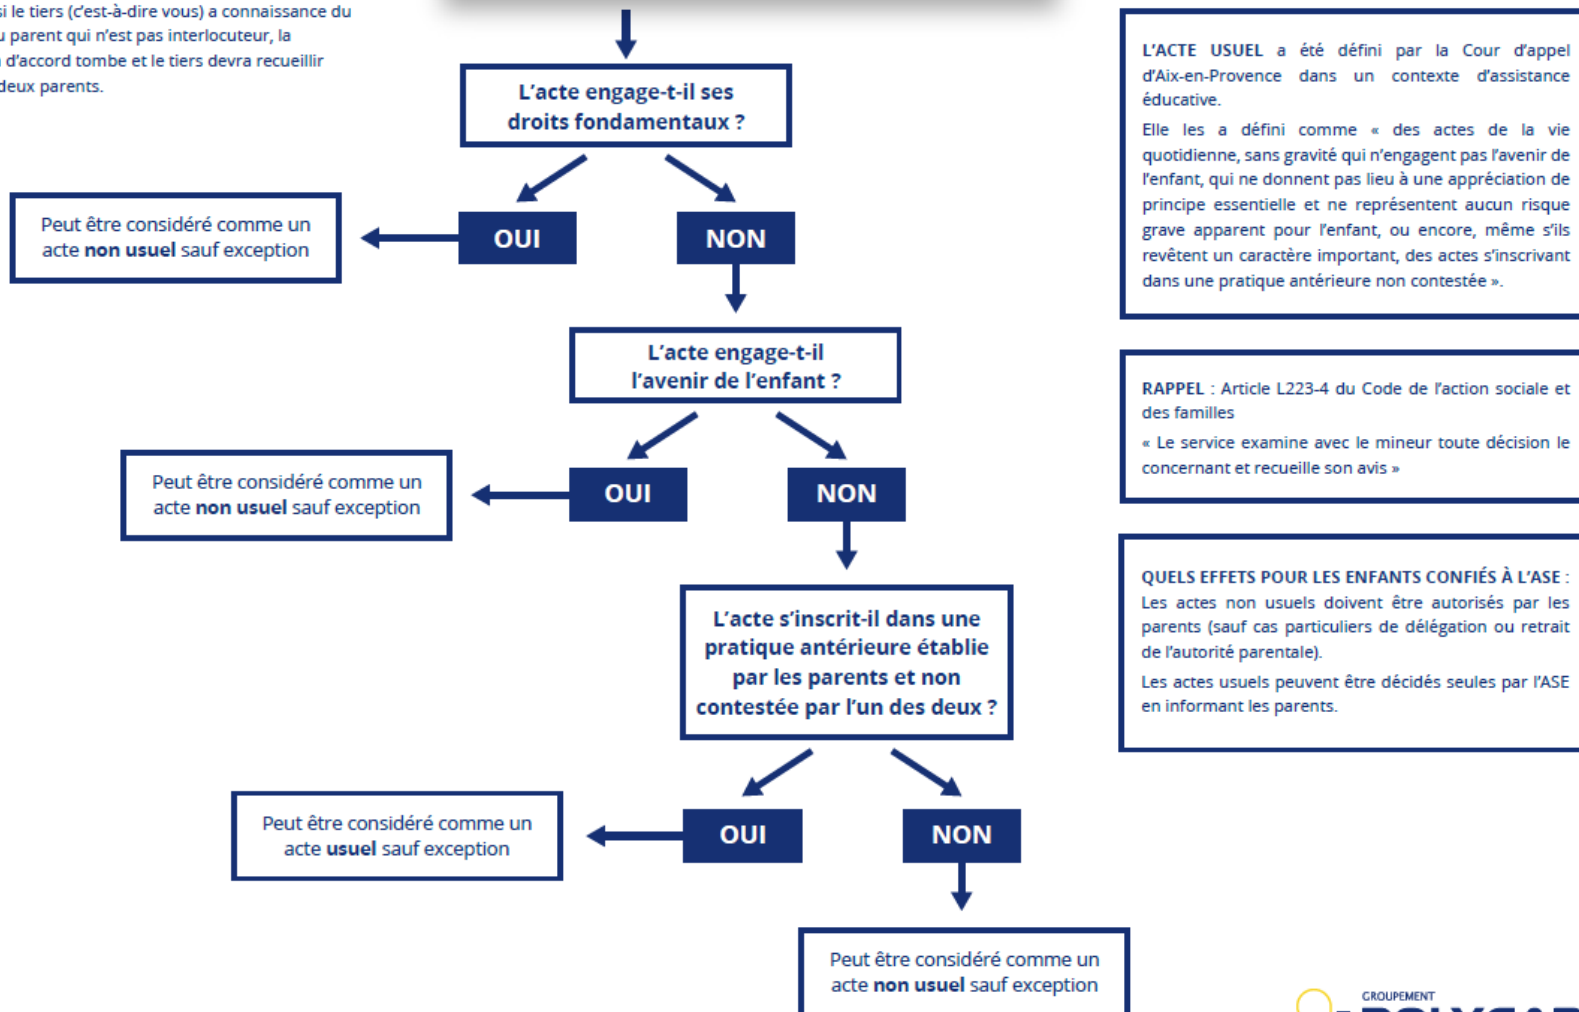 si le tiers (c'est-à-dire vous) a connaissance du
parent qui n'est pas interlocuteur, la
d'accord tombe et le tiers devra recueillir
deux parents.
L'acte engage-t-il ses
droits fondamentaux ?
OUI
NON
Peut être considéré comme un
acte non usuel sauf exception
L'acte engage-t-il
l'avenir de l'enfant ?
OUI
NON
Peut être considéré comme un
acte non usuel sauf exception
L'acte s'inscrit-il dans une
pratique antérieure établie
par les parents et non
contestée par l'un des deux ?
OUI
NON
Peut être considéré comme un
acte usuel sauf exception
Peut être considéré comme un
acte non usuel sauf exception
L'ACTE USUEL a été défini par la Cour d'appel
d'Aix-en-Provence dans un contexte d'assistance
éducative.
Elle les a défini comme « des actes de la vie
quotidienne, sans gravité qui n'engagent pas l'avenir de
l'enfant, qui ne donnent pas lieu à une appréciation de
principe essentielle et ne représentent aucun risque
grave apparent pour l'enfant, ou encore, même s'ils
revêtent un caractère important, des actes s'inscrivant
dans une pratique antérieure non contestée ».
RAPPEL : Article L223-4 du Code de l'action sociale et
des familles
« Le service examine avec le mineur toute décision le
concernant et recueille son avis »
QUELS EFFETS POUR LES ENFANTS CONFIÉS À L'ASE :
Les actes non usuels doivent être autorisés par les
parents (sauf cas particuliers de délégation ou retrait
de l'autorité parentale).
Les actes usuels peuvent être décidés seules par l'ASE
en informant les parents.
GROUPEMENT